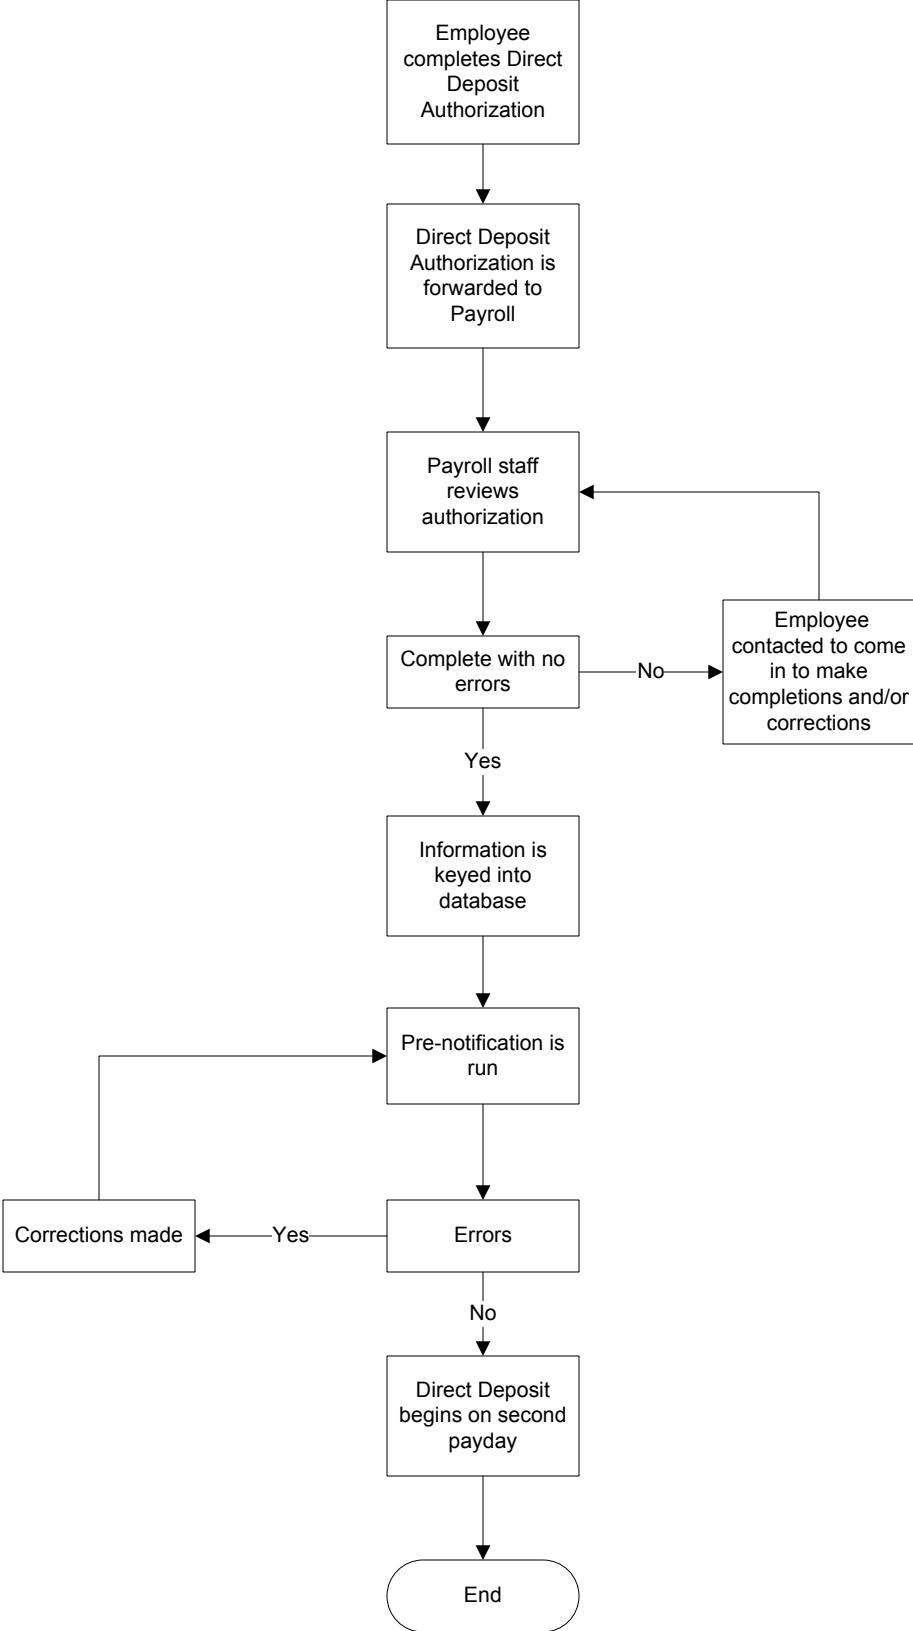 Employee
completes Direct
Deposit
Authorization
Direct Deposit
Authorization is
forwarded to
Payroll
Payroll staff
reviews
authorization
Complete with no
errors
No
Employee
contacted to come
in to make
completions and/or
corrections
Yes
Information is
keyed into
database
Pre-notification is
run
Corrections made
Yes
Errors
No
Direct Deposit
begins on second
payday
End